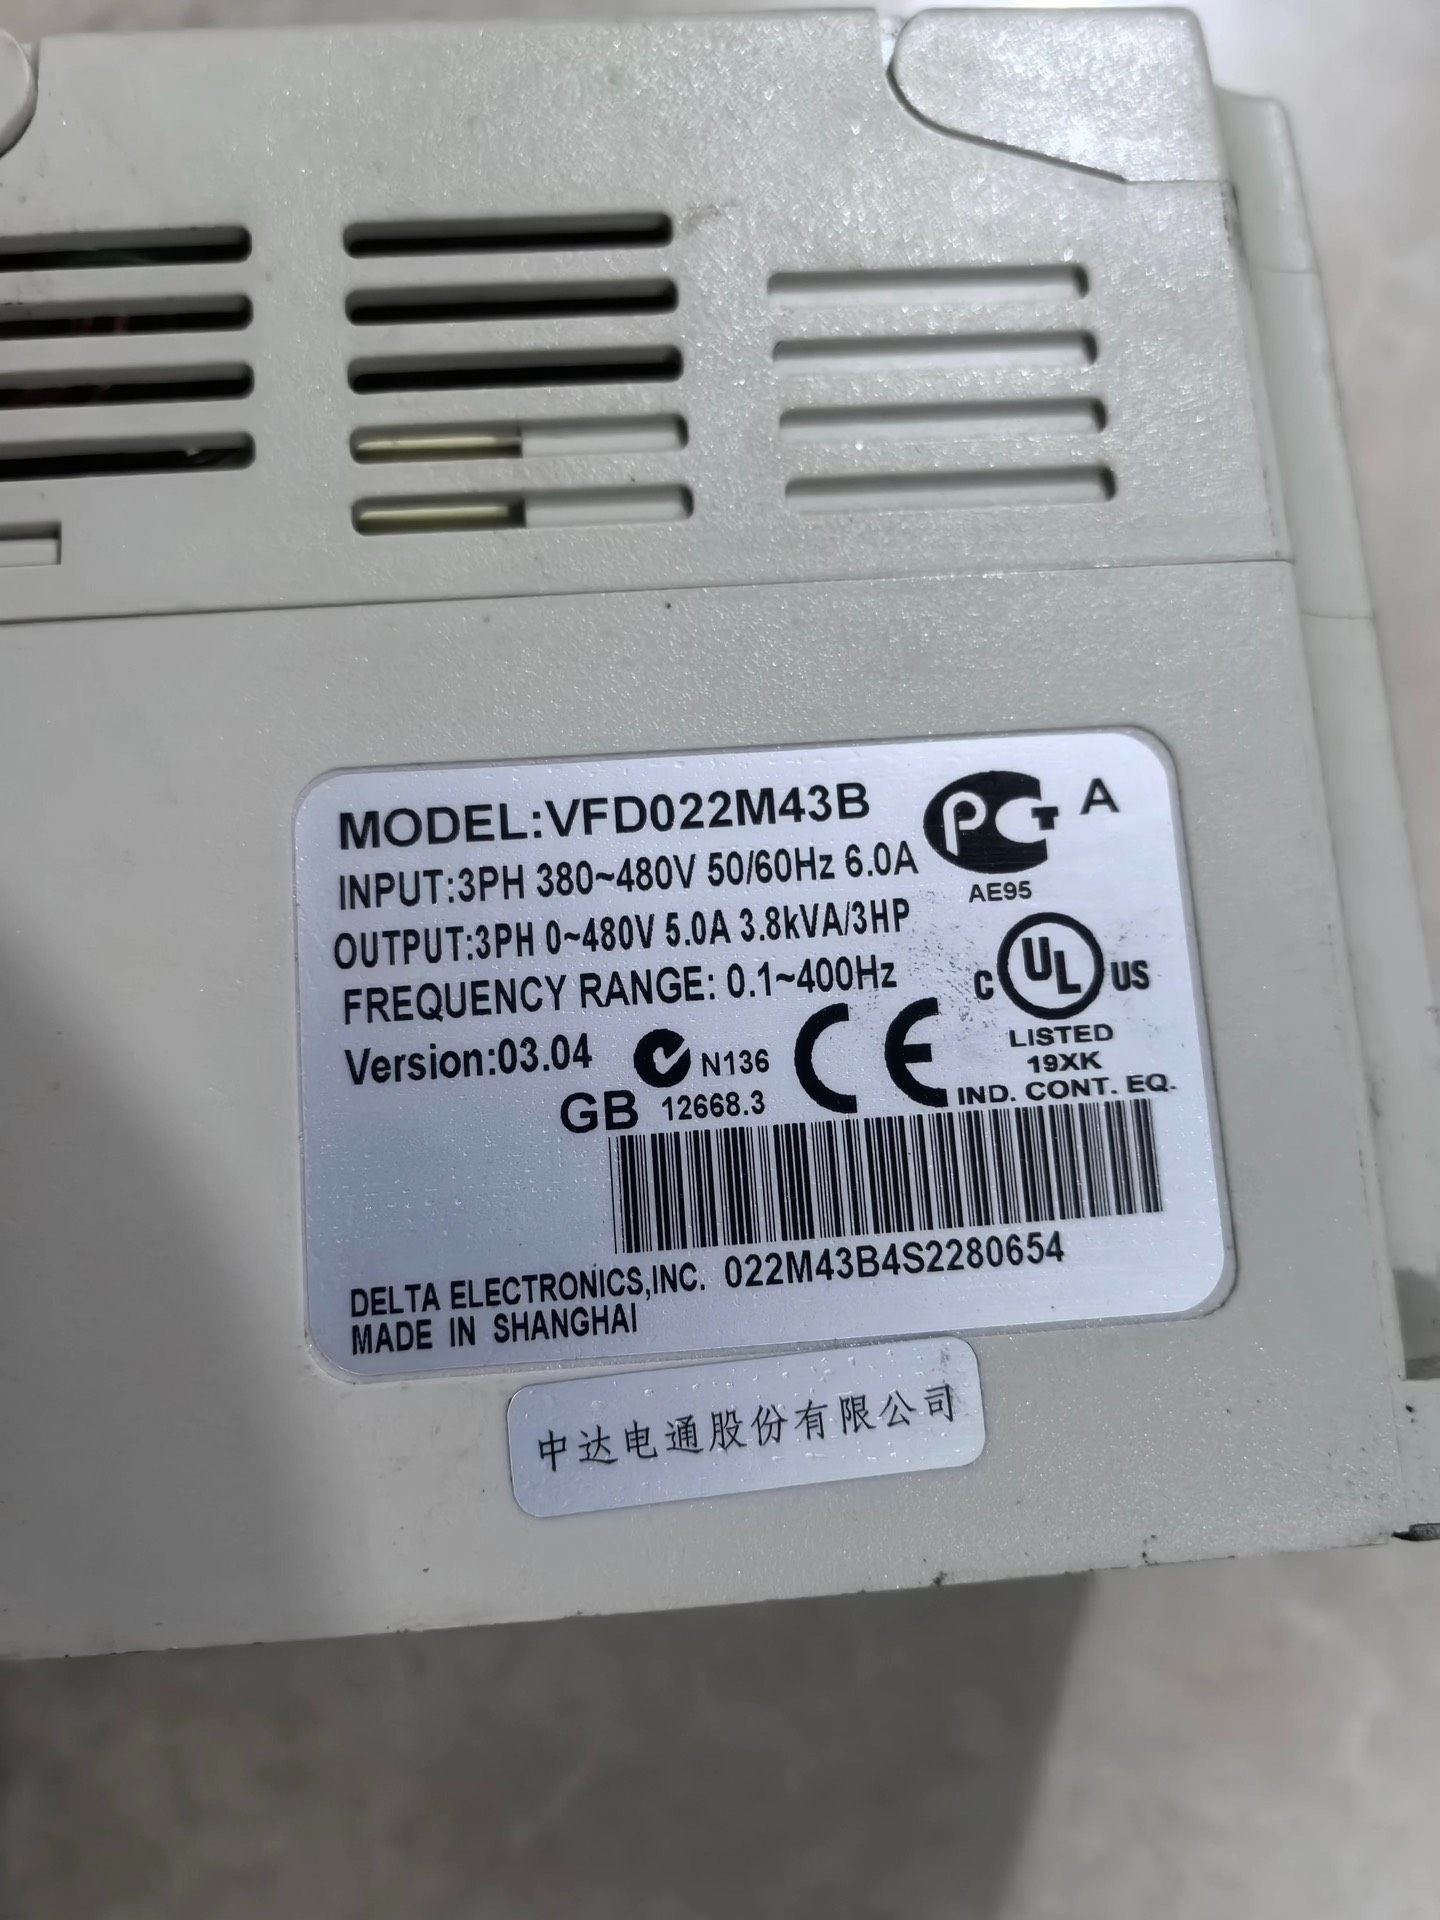 MODEL:VFD022M43B
INPUT:3PH 380~480V 50/60Hz 6.0A
OUTPUT:3PH 0~480V 5.0A 3.8kVA/3HP
FREQUENCY RANGE: 0.1~400Hz
Version:03.04
N136
GB 12668.3
CE
PCT A
AE95
C UL US
LISTED
19XK
IND. CONT. EQ.
022M43B4S2280654
DELTA ELECTRONICS,INC.
MADE IN SHANGHAI
中达电通股份有限公司